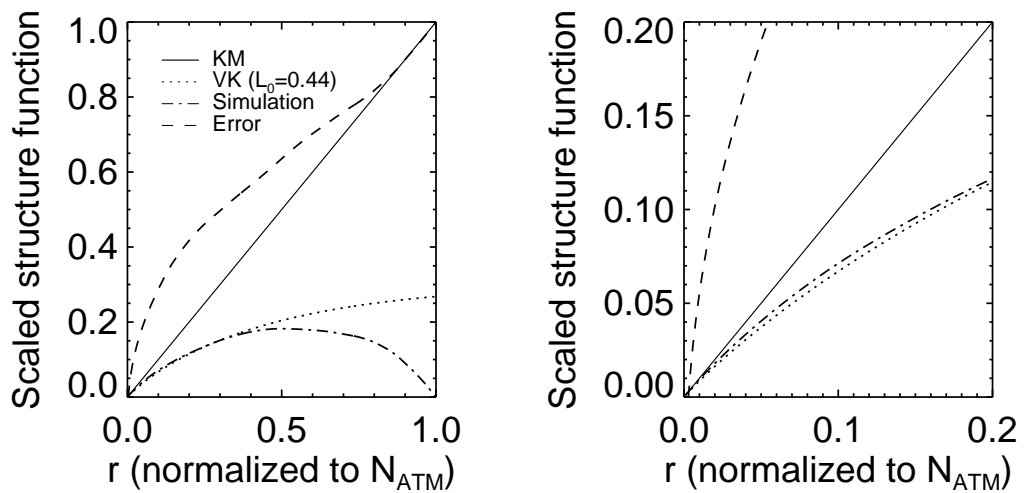 Scaled structure function
1.0
0.8
0.6
0.4
0.2
0.0
KM
VK (L₀=0.44)
Simulation
Error
0.0 0.5 1.0
r (normalized to N_ATM)
Scaled structure function
0.20
0.15
0.10
0.05
0.00
0.0 0.1 0.2
r (normalized to N_ATM)